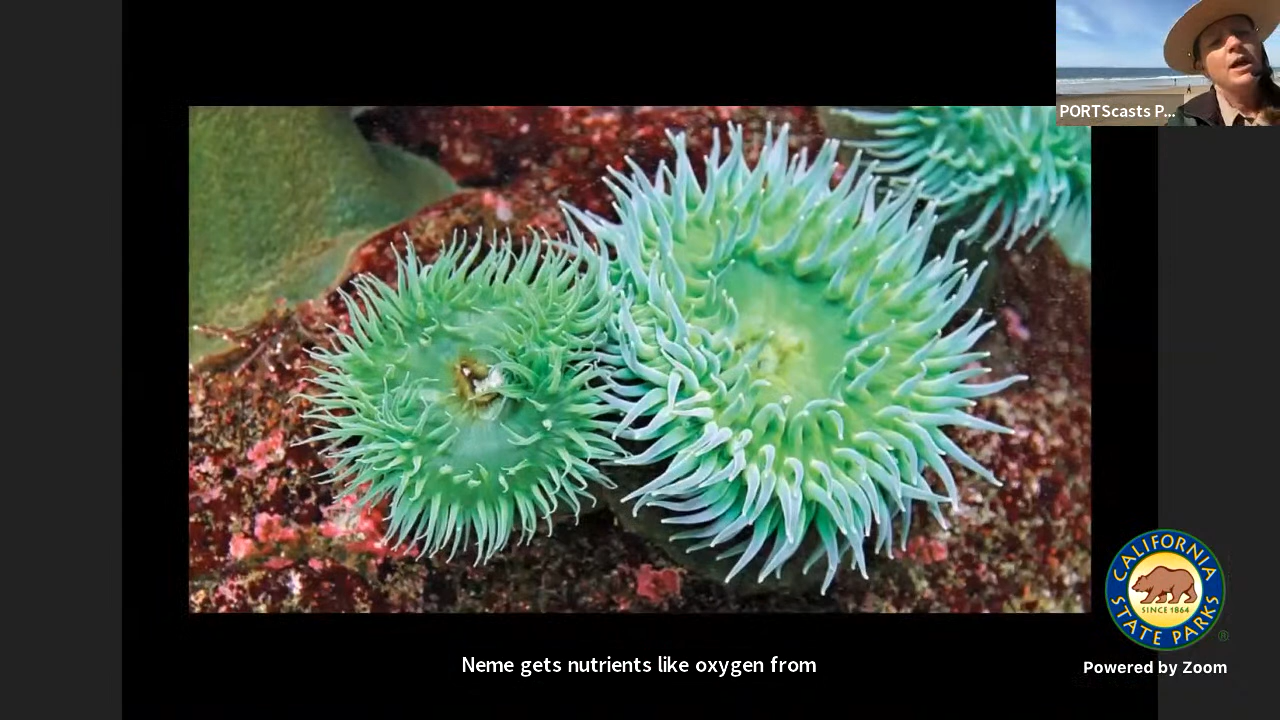 PORTScasts P...
CALIFORNIA
SINCE 1864
STATE PARKS
®
Neme gets nutrients like oxygen from
Powered by Zoom